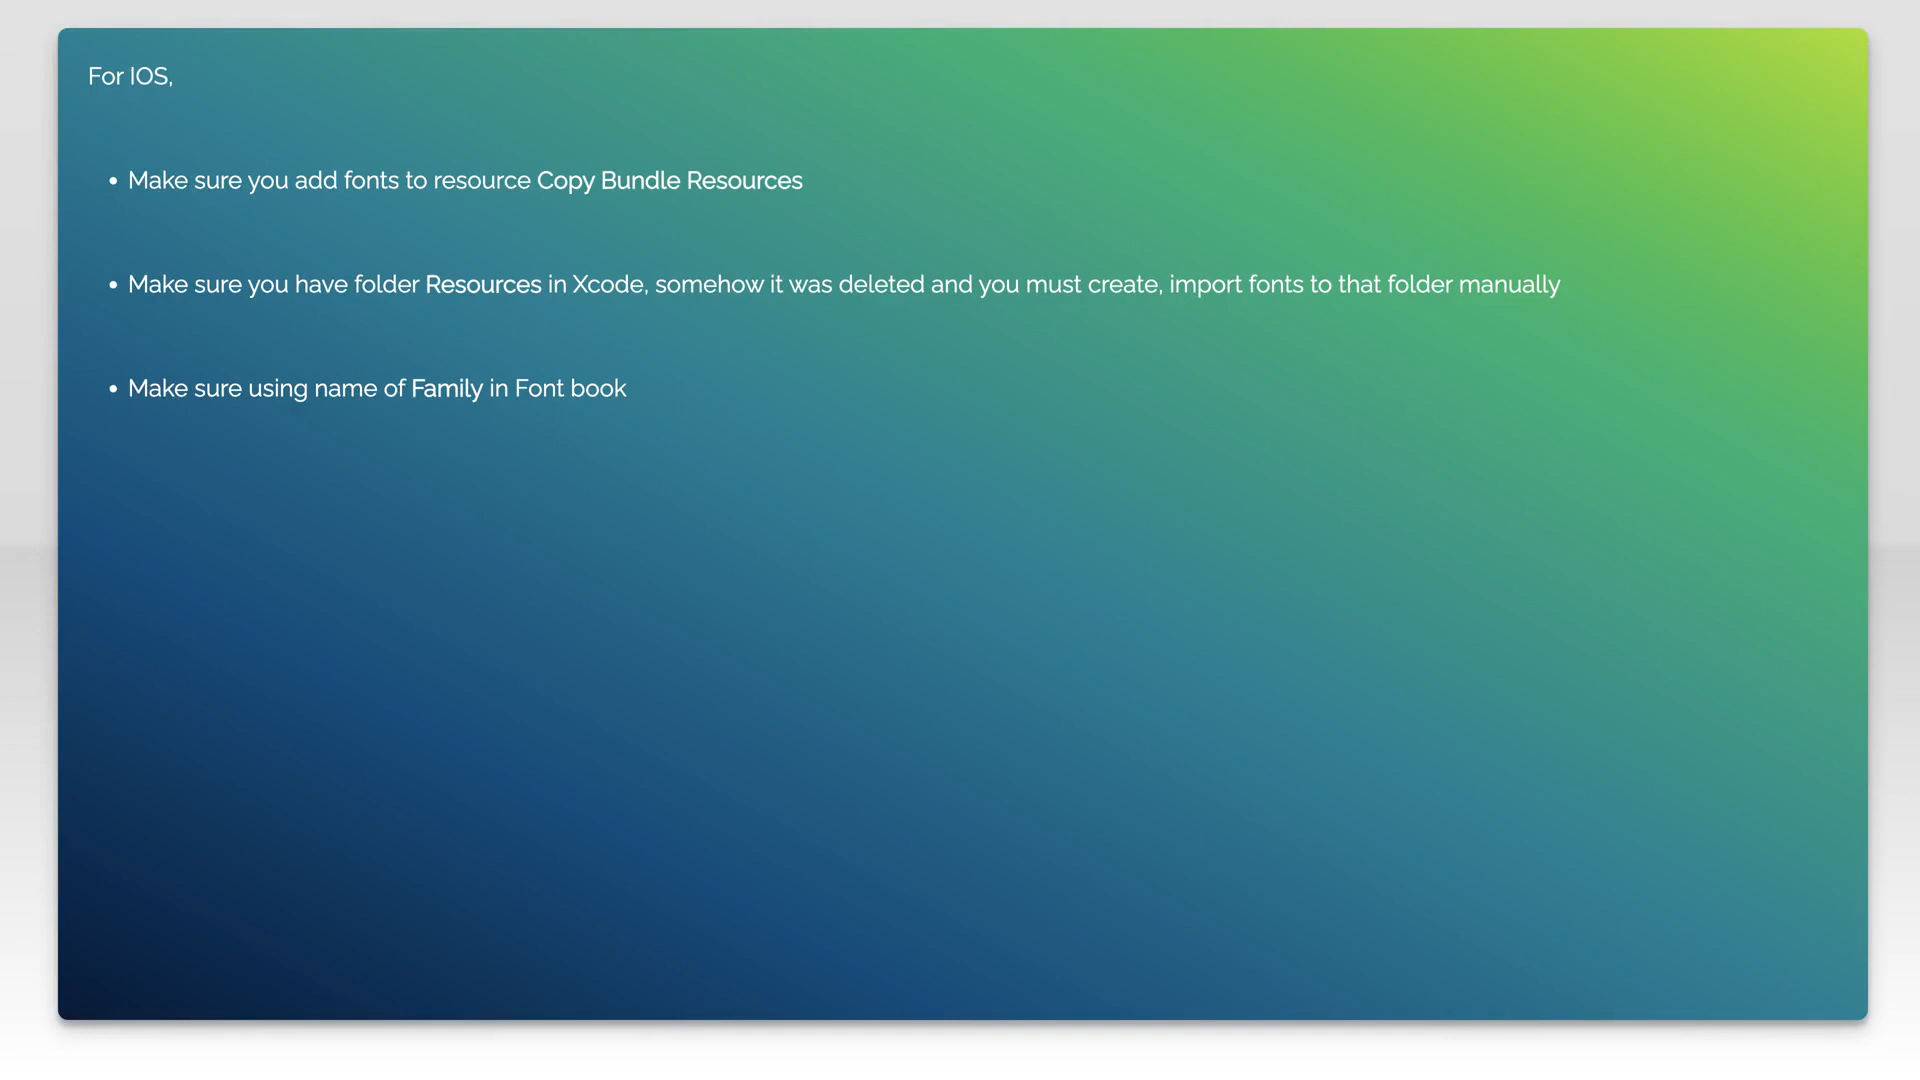 For IOS,
• Make sure you add fonts to resource Copy Bundle Resources
• Make sure you have folder Resources in Xcode, somehow it was deleted and you must create, import fonts to that folder manually
• Make sure using name of Family in Font book